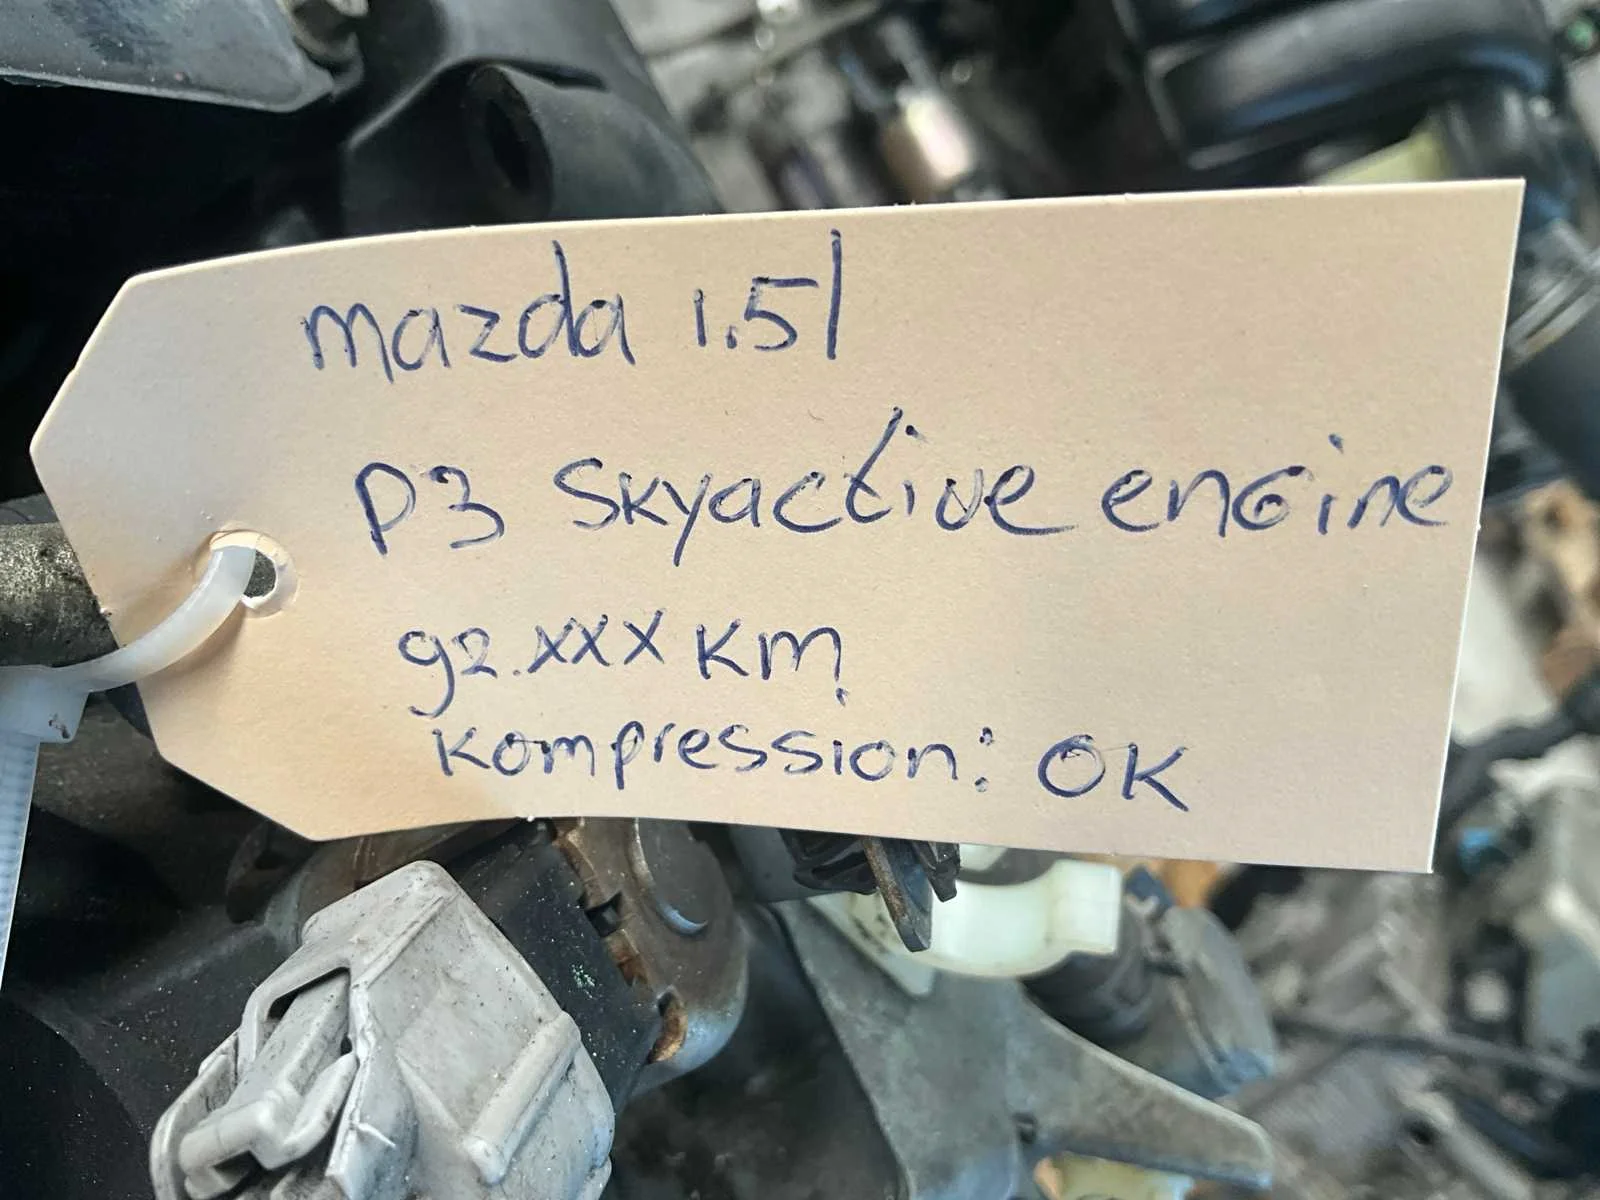 mazda 1.5l
P3 Skyactive engine
92.xxx km
Kompression: OK